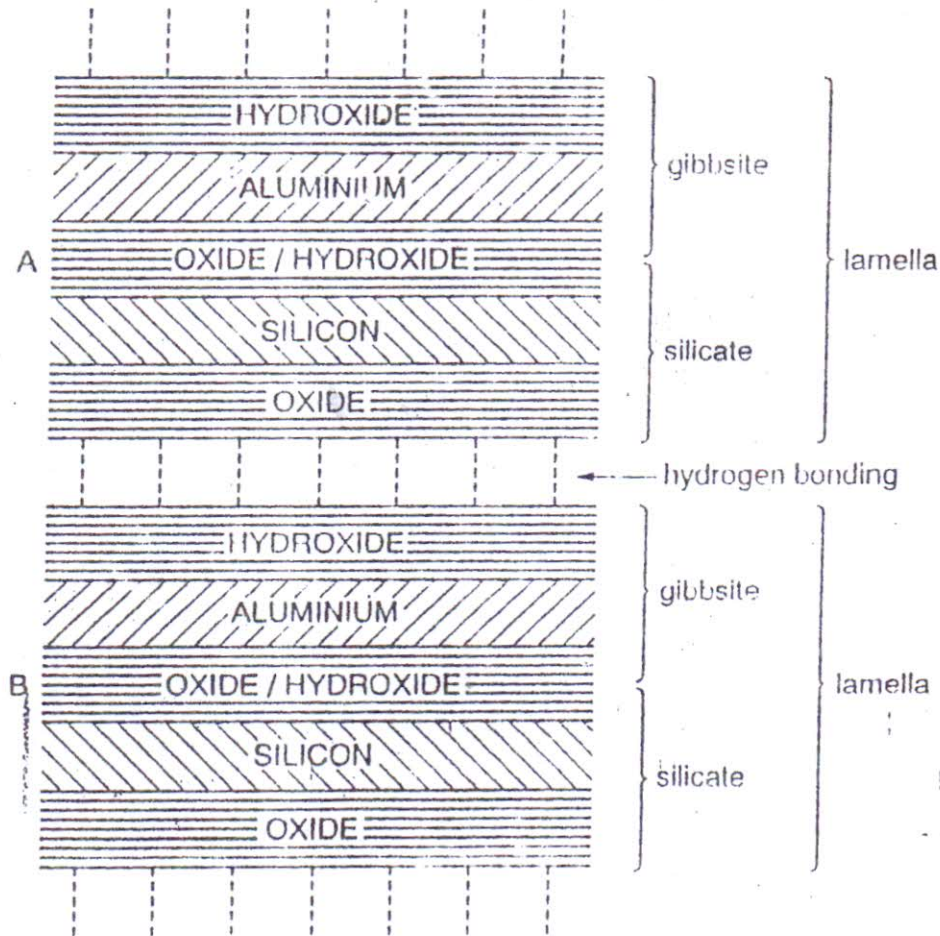 HYDROXIDE
gibbsite
ALUMINIUM
A
OXIDE / HYDROXIDE
lamella
SILICON
silicate
OXIDE
hydrogen bonding
HYDROXIDE
gibbsite
ALUMINIUM
B
OXIDE / HYDROXIDE
lamella
SILICON
silicate
OXIDE